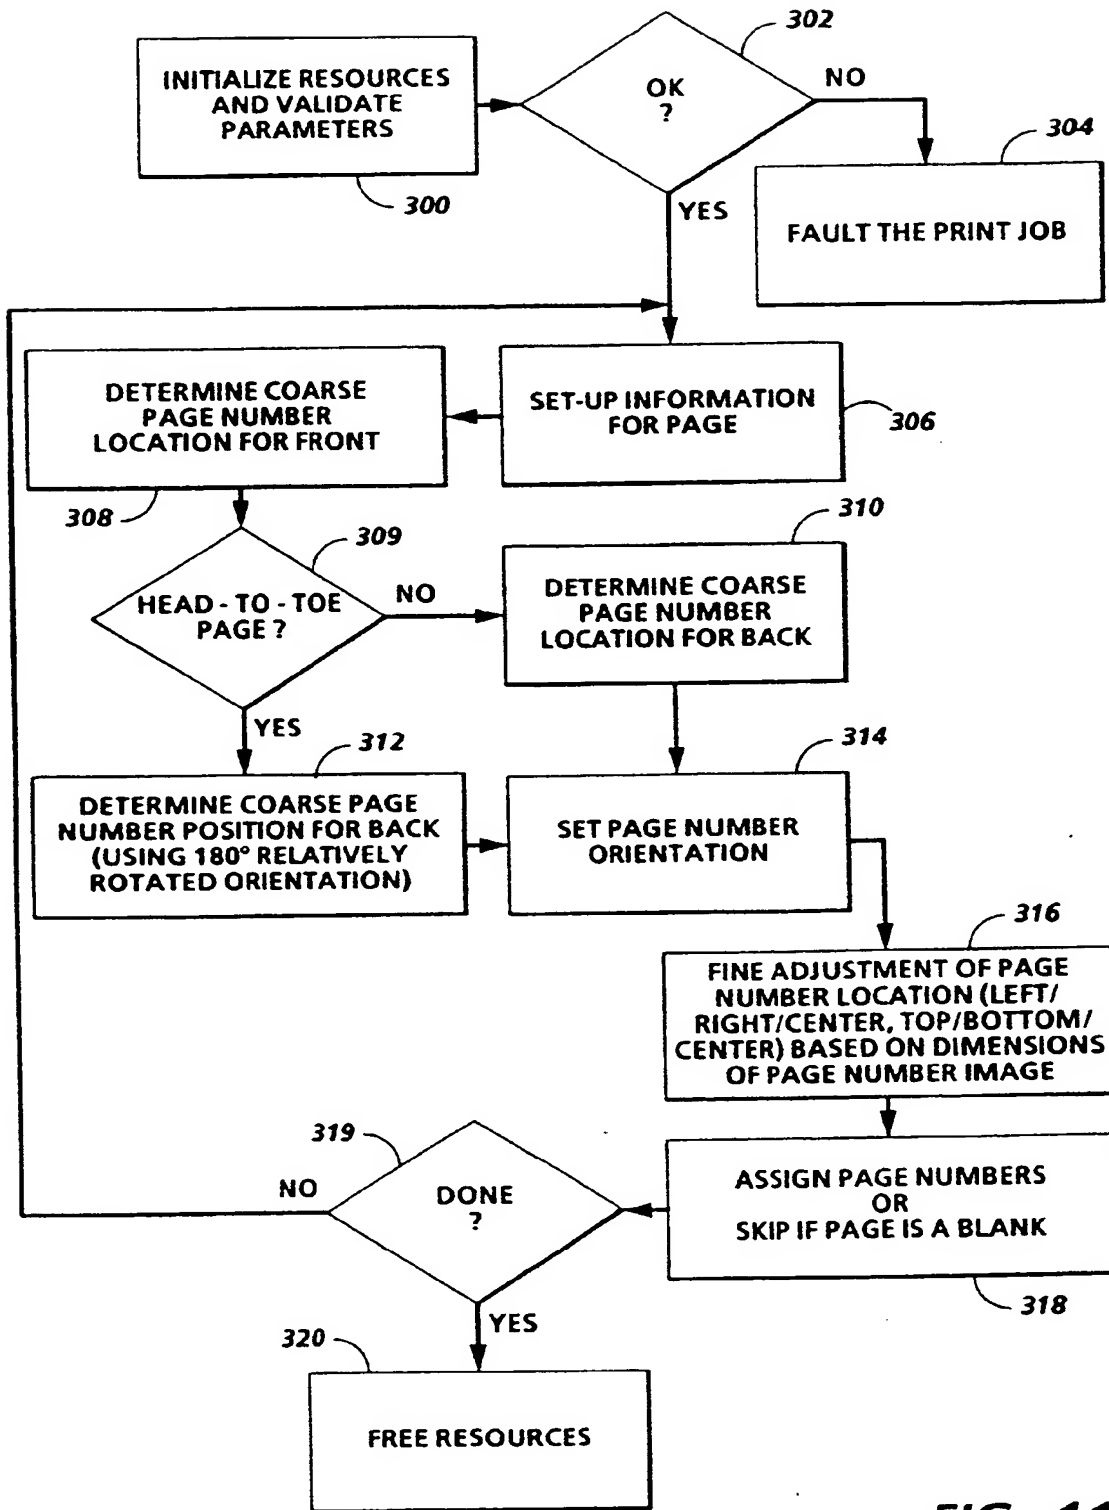 302
INITIALIZE RESOURCES
AND VALIDATE
PARAMETERS
300
OK
?
NO
YES
304
FAULT THE PRINT JOB
DETERMINE COARSE
PAGE NUMBER
LOCATION FOR FRONT
308
SET-UP INFORMATION
FOR PAGE
306
309
HEAD - TO - TOE
PAGE ?
NO
YES
310
DETERMINE COARSE
PAGE NUMBER
LOCATION FOR BACK
312
DETERMINE COARSE PAGE
NUMBER POSITION FOR BACK
(USING 180° RELATIVELY
ROTATED ORIENTATION)
314
SET PAGE NUMBER
ORIENTATION
316
FINE ADJUSTMENT OF PAGE
NUMBER LOCATION (LEFT/
RIGHT/CENTER, TOP/BOTTOM/
CENTER) BASED ON DIMENSIONS
OF PAGE NUMBER IMAGE
ASSIGN PAGE NUMBERS
OR
SKIP IF PAGE IS A BLANK
318
319
DONE
?
NO
YES
320
FREE RESOURCES
FIG.